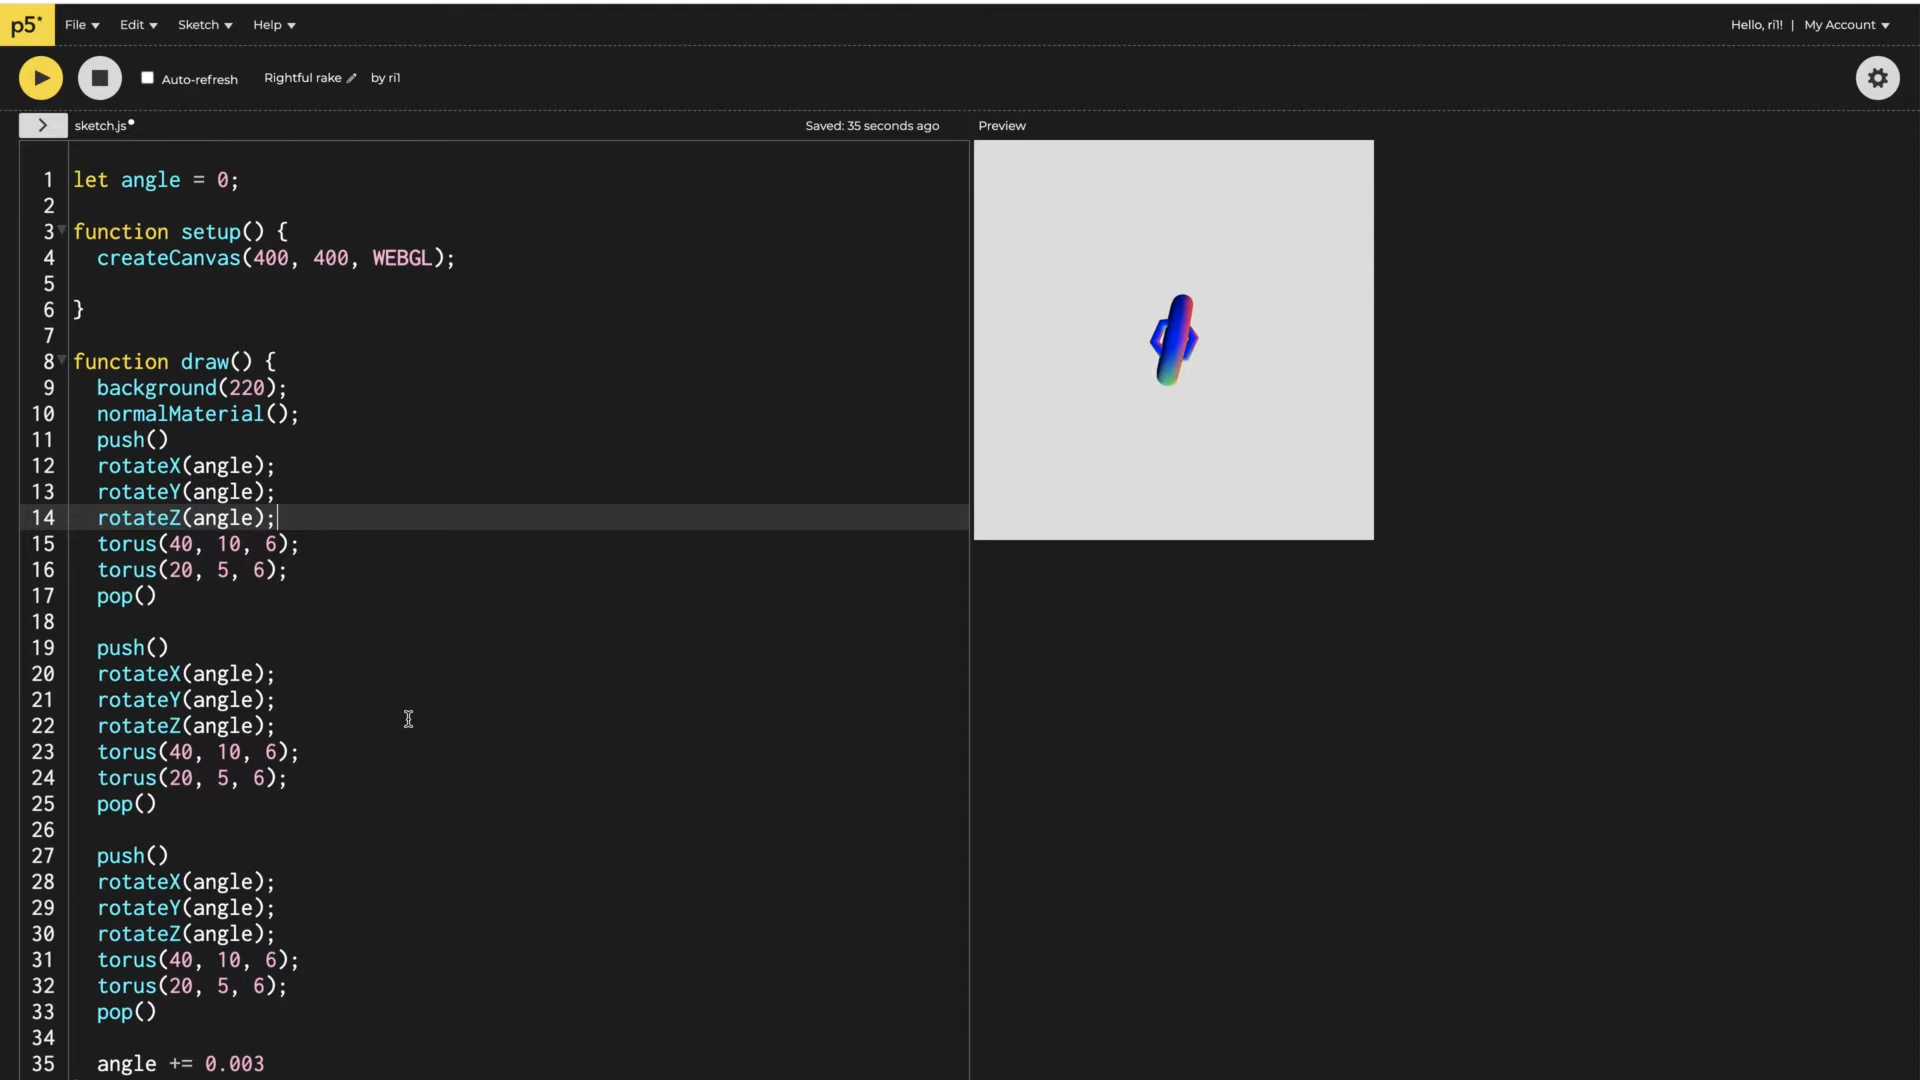 p5* File Edit Sketch Help Hello, ri1! | My Account
Auto-refresh Rightful rake by ri1
sketch.js Saved: 35 seconds ago Preview
1 let angle = 0;
2
3 function setup() {
4 createCanvas(400, 400, WEBGL);
5
6 }
7
8 function draw() {
9 background(220);
10 normalMaterial();
11 push()
12 rotateX(angle);
13 rotateY(angle);
14 rotateZ(angle);
15 torus(40, 10, 6);
16 torus(20, 5, 6);
17 pop()
18
19 push()
20 rotateX(angle);
21 rotateY(angle);
22 rotateZ(angle);
23 torus(40, 10, 6);
24 torus(20, 5, 6);
25 pop()
26
27 push()
28 rotateX(angle);
29 rotateY(angle);
30 rotateZ(angle);
31 torus(40, 10, 6);
32 torus(20, 5, 6);
33 pop()
34
35 angle += 0.003